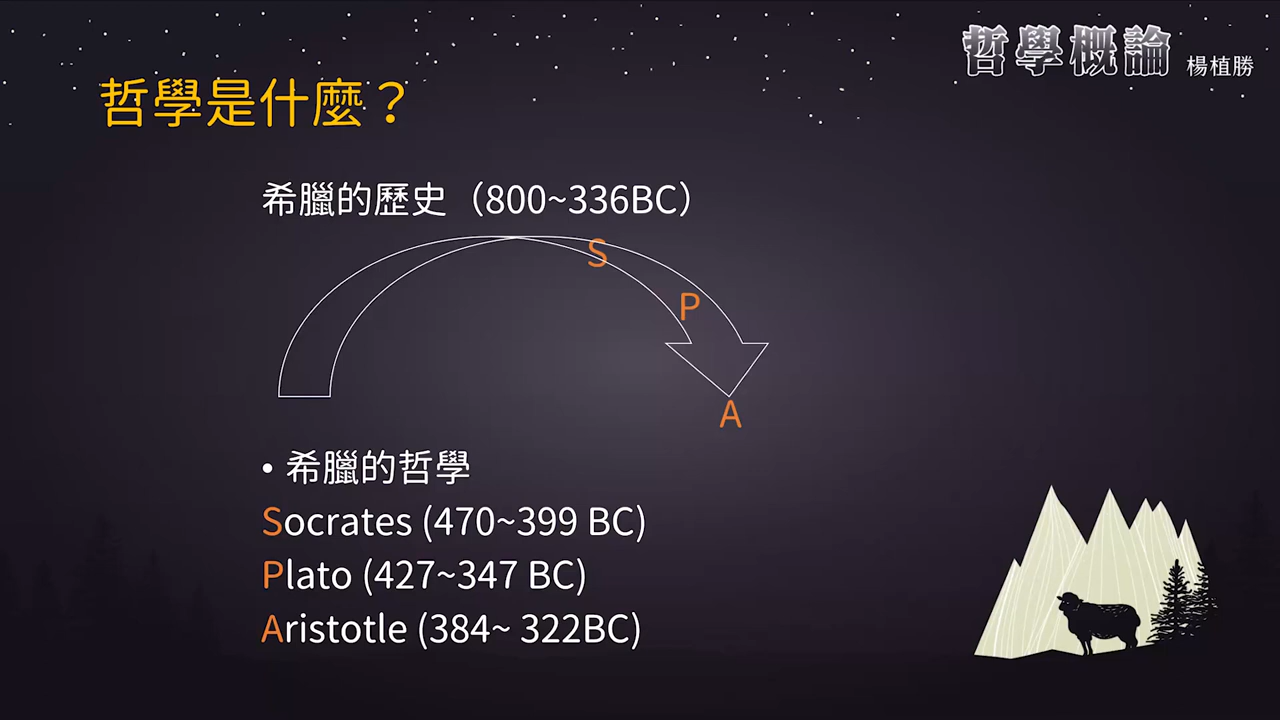 哲學概論 楊植勝
哲學是什麼？
希臘的歷史（800~336BC）
S
P
A
• 希臘的哲學
Socrates (470~399 BC)
Plato (427~347 BC)
Aristotle (384~ 322BC)